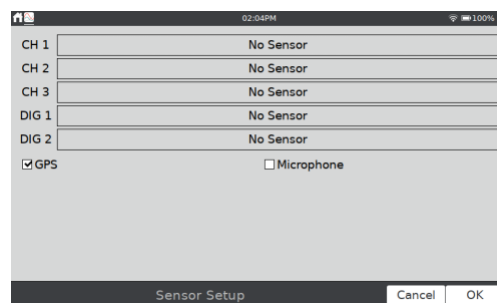 02:04PM 100%
CH 1 No Sensor
CH 2 No Sensor
CH 3 No Sensor
DIG 1 No Sensor
DIG 2 No Sensor
GPS Microphone
Sensor Setup Cancel OK